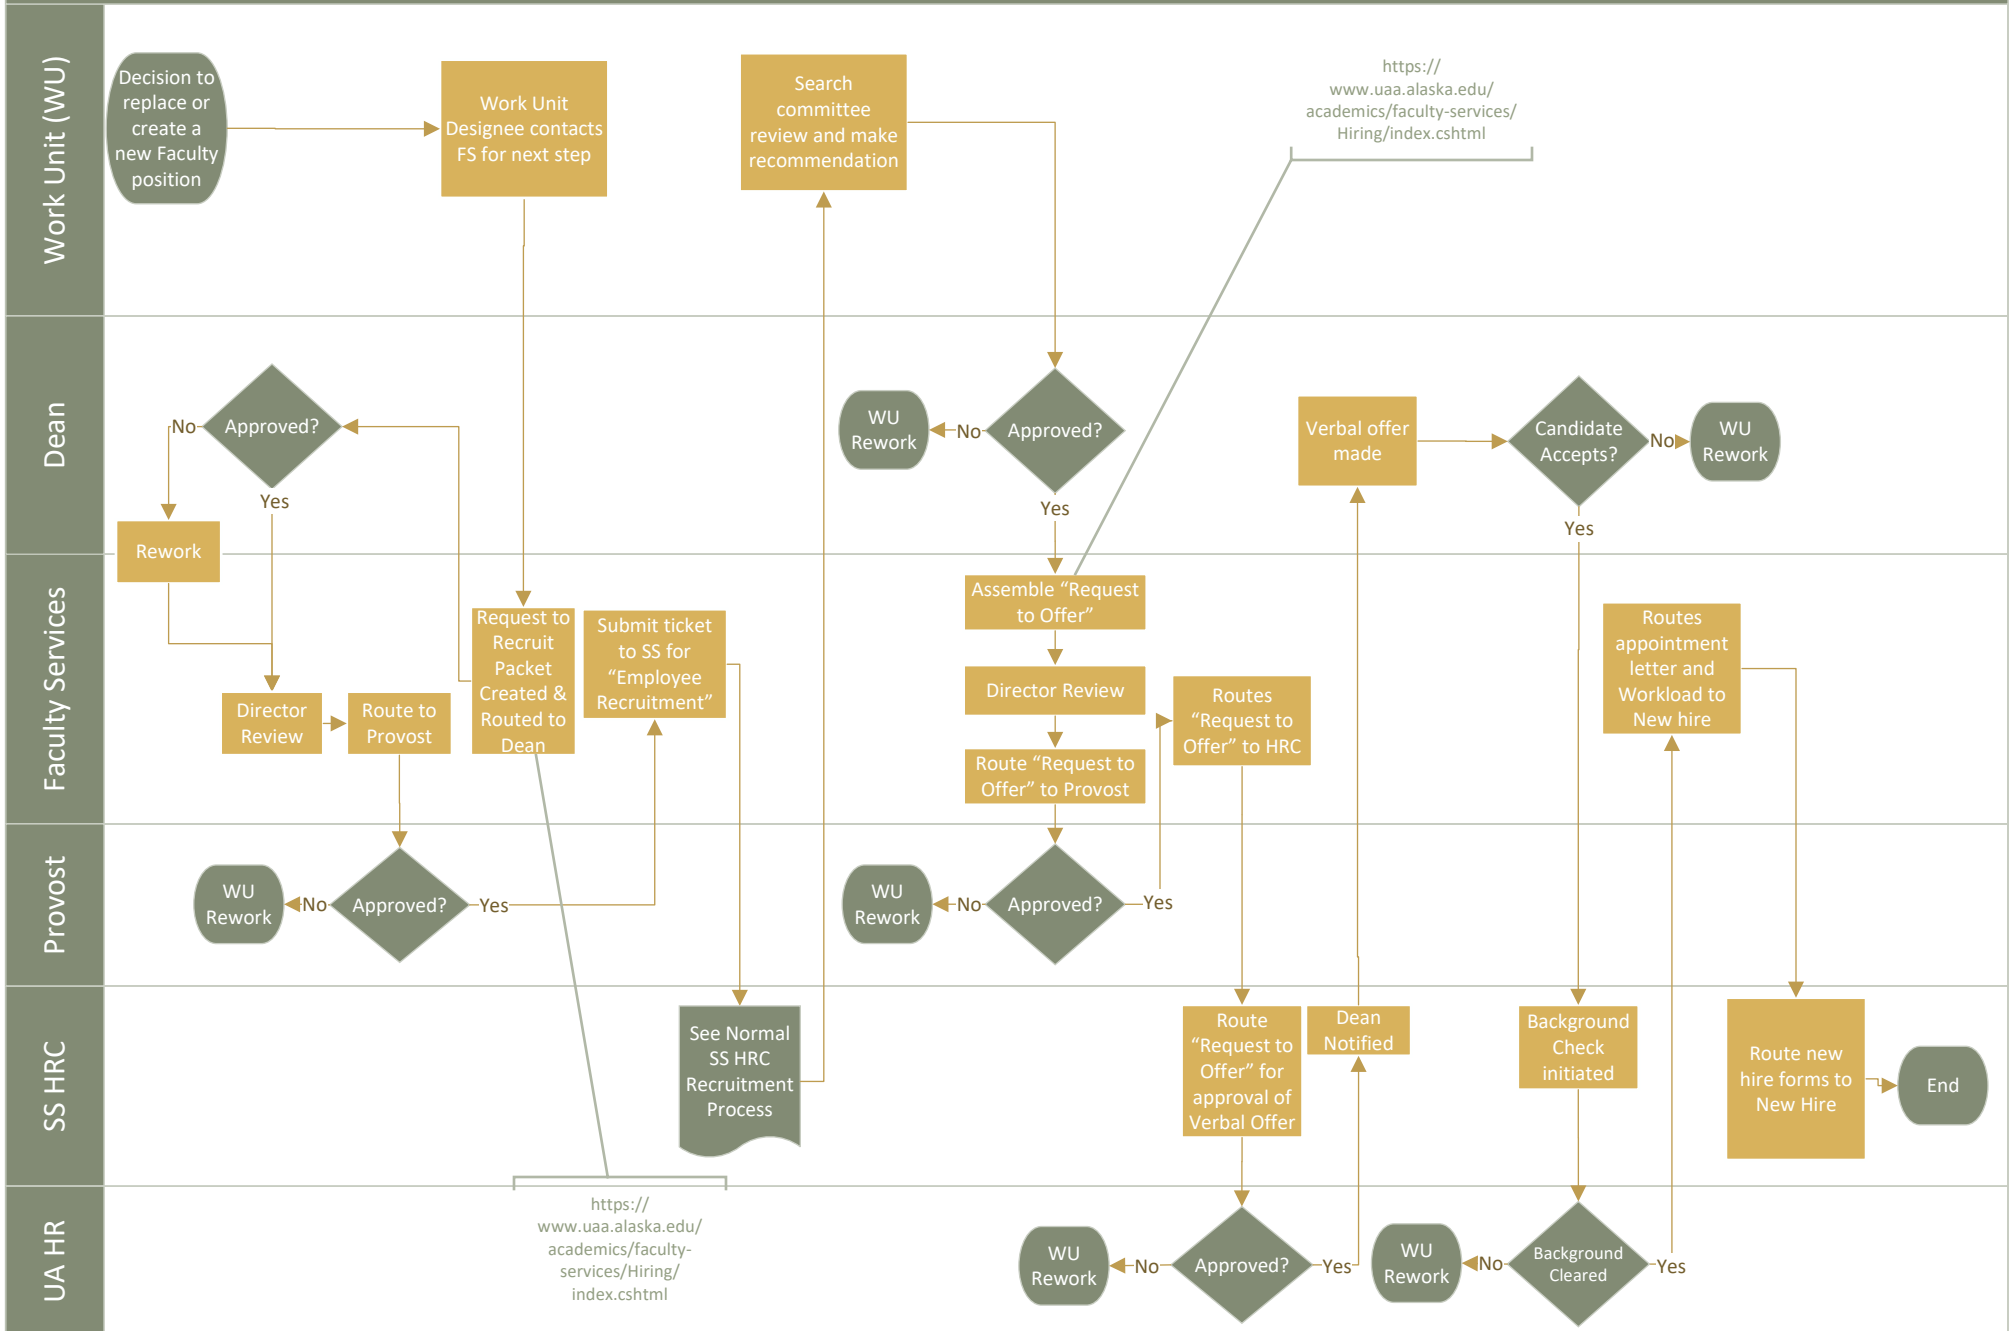 Work Unit (WU)
Decision to
replace or
create a
new Faculty
position
Work Unit
Designee contacts
FS for next step
Search
committee
review and make
recommendation
https://
www.uaa.alaska.edu/
academics/faculty-services/
Hiring/index.cshtml
Dean
No
Approved?
Yes
Rework
WU
Rework
No
Approved?
Yes
Verbal offer
made
Candidate
Accepts?
No
WU
Rework
Yes
Faculty Services
Director
Review
Route to
Provost
Request to
Recruit
Packet
Created &
Routed to
Dean
Submit ticket
to SS for
“Employee
Recruitment”
Assemble “Request
to Offer”
Director Review
Route “Request to
Offer” to Provost
Routes
“Request to
Offer” to HRC
Routes
appointment
letter and
Workload to
New hire
Provost
WU
Rework
No
Approved?
Yes
WU
Rework
No
Approved?
Yes
SS HRC
See Normal
SS HRC
Recruitment
Process
Route
“Request to
Offer” for
approval of
Verbal Offer
Dean
Notified
Background
Check
initiated
Route new
hire forms to
New Hire
End
UA HR
https://
www.uaa.alaska.edu/
academics/faculty-
services/Hiring/
index.cshtml
WU
Rework
No
Approved?
Yes
WU
Rework
No
Background
Cleared
Yes